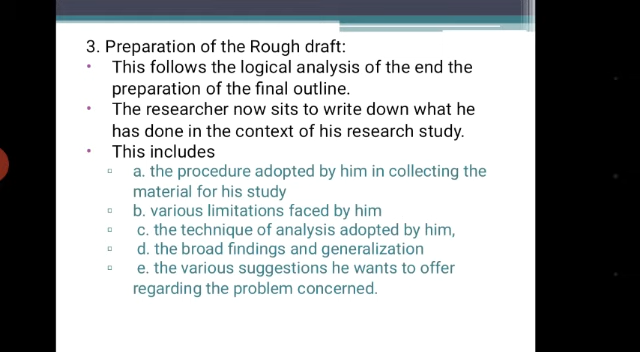 3. Preparation of the Rough draft:
• This follows the logical analysis of the end the
preparation of the final outline.
• The researcher now sits to write down what he
has done in the context of his research study.
• This includes
▫ a. the procedure adopted by him in collecting the
material for his study
▫ b. various limitations faced by him
▫ c. the technique of analysis adopted by him,
▫ d. the broad findings and generalization
▫ e. the various suggestions he wants to offer
regarding the problem concerned.